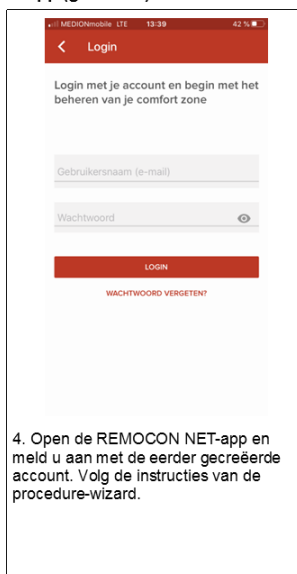 MEDIONmobile LTE 13:39 42 %
Login
Login met je account en begin met het
beheren van je comfort zone
Gebruikersnaam (e-mail)
Wachtwoord
LOGIN
WACHTWOORD VERGETEN?
4. Open de REMOCON NET-app en
meld u aan met de eerder gecreëerde
account. Volg de instructies van de
procedure-wizard.